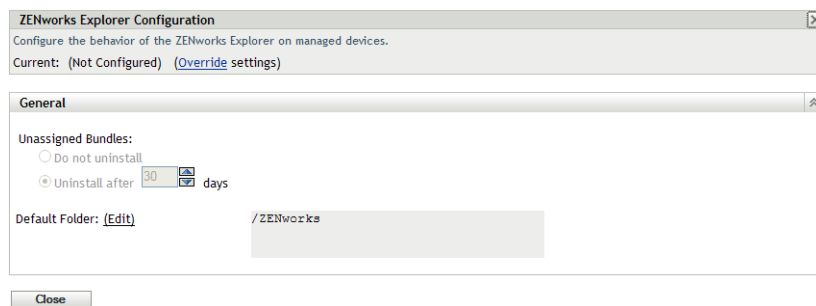 ZENworks Explorer Configuration
Configure the behavior of the ZENworks Explorer on managed devices.
Current: (Not Configured) (Override settings)
General
Unassigned Bundles:
Do not uninstall
Uninstall after 30 days
Default Folder: (Edit) /ZENworks
Close